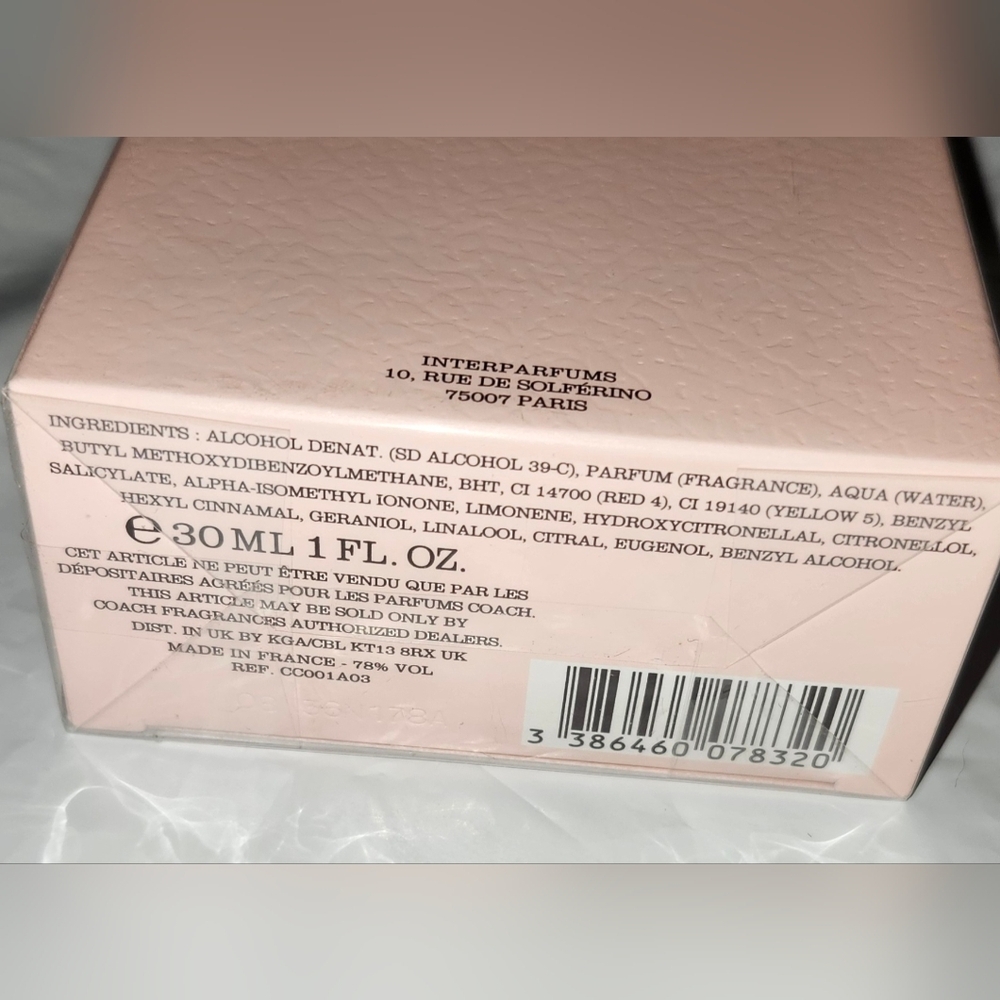 INTERPARFUMS
10, RUE DE SOLFÉRINO
75007 PARIS
INGREDIENTS : ALCOHOL DENAT. (SD ALCOHOL 39-C), PARFUM (FRAGRANCE), AQUA (WATER),
BUTYL METHOXYDIBENZOYLMETHANE, BHT, CI 14700 (RED 4), CI 19140 (YELLOW 5), BENZYL
SALICYLATE, ALPHA-ISOMETHYL IONONE, LIMONENE, HYDROXYCITRONELLAL, CITRONELLOL,
HEXYL CINNAMAL, GERANIOL, LINALOOL, CITRAL, EUGENOL, BENZYL ALCOHOL.
℮ 30 ML 1 FL. OZ.
CET ARTICLE NE PEUT ÊTRE VENDU QUE PAR LES
DÉPOSITAIRES AGRÉÉS POUR LES PARFUMS COACH.
THIS ARTICLE MAY BE SOLD ONLY BY
COACH FRAGRANCES AUTHORIZED DEALERS.
DIST. IN UK BY KGA/CBL KT13 8RX UK
MADE IN FRANCE - 78% VOL
REF. CC001A03
3 386460 078320